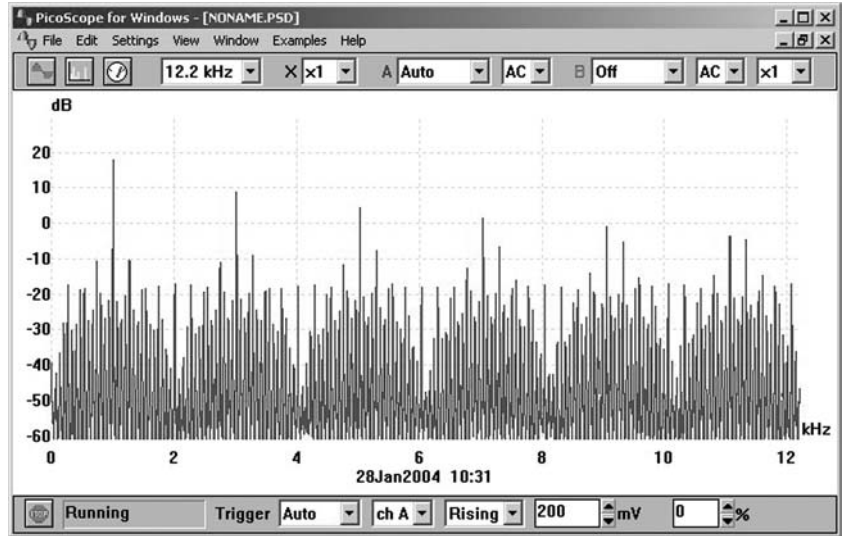 PicoScope for Windows - [NONAME.PSD]
File Edit Settings View Window Examples Help
12.2 kHz X x1 A Auto AC B Off AC x1
dB
20
10
0
-10
-20
-30
-40
-50
-60
kHz
0 2 4 6 8 10 12
28Jan2004 10:31
STOP Running Trigger Auto ch A Rising 200 mV 0 %